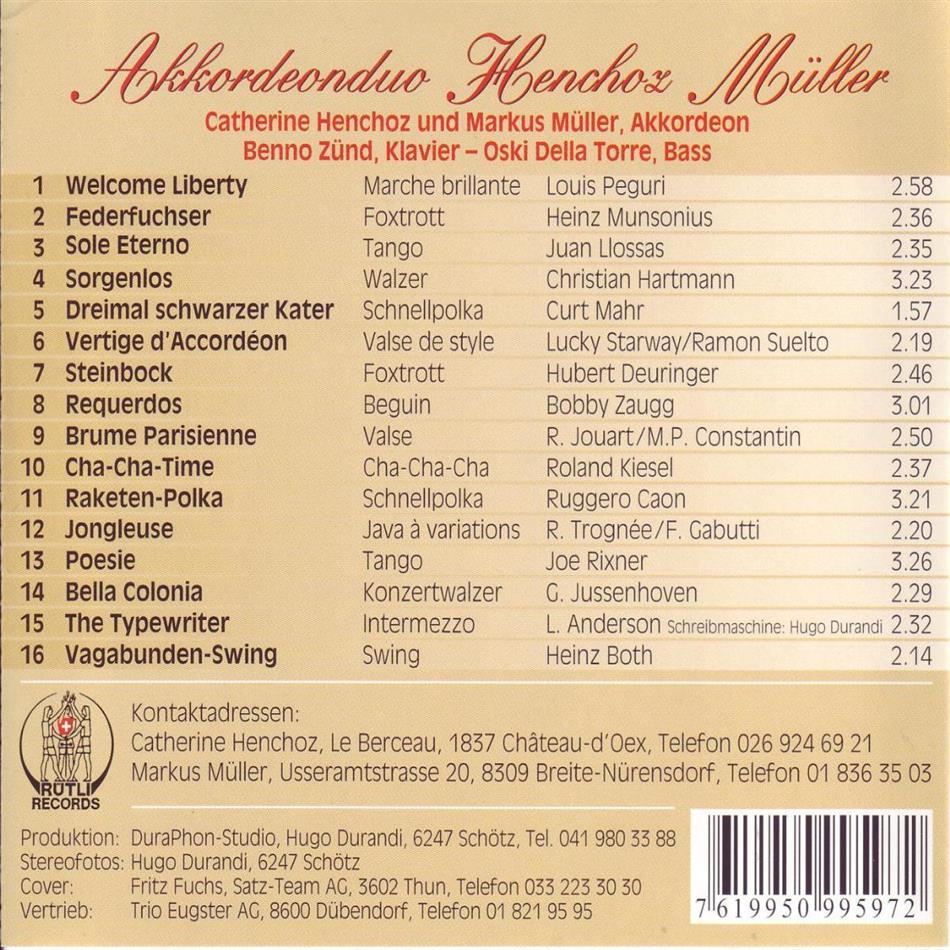 Akkordeonduo Henchoz Müller
Catherine Henchoz und Markus Müller, Akkordeon
Benno Zünd, Klavier – Oski Della Torre, Bass
1 Welcome Liberty Marche brillante Louis Peguri 2.58
2 Federfuchser Foxtrott Heinz Munsonius 2.36
3 Sole Eterno Tango Juan Llossas 2.35
4 Sorgenlos Walzer Christian Hartmann 3.23
5 Dreimal schwarzer Kater Schnellpolka Curt Mahr 1.57
6 Vertige d'Accordéon Valse de style Lucky Starway/Ramon Suelto 2.19
7 Steinbock Foxtrott Hubert Deuringer 2.46
8 Requerdos Beguin Bobby Zaugg 3.01
9 Brume Parisienne Valse R. Jouart/M.P. Constantin 2.50
10 Cha-Cha-Time Cha-Cha-Cha Roland Kiesel 2.37
11 Raketen-Polka Schnellpolka Ruggero Caon 3.21
12 Jongleuse Java à variations R. Trognée/F. Gabutti 2.20
13 Poesie Tango Joe Rixner 3.26
14 Bella Colonia Konzertwalzer G. Jussenhoven 2.29
15 The Typewriter Intermezzo L. Anderson Schreibmaschine: Hugo Durandi 2.32
16 Vagabunden-Swing Swing Heinz Both 2.14
Kontaktadressen:
Catherine Henchoz, Le Berceau, 1837 Château-d'Oex, Telefon 026 924 69 21
Markus Müller, Usseramtstrasse 20, 8309 Breite-Nürensdorf, Telefon 01 836 35 03
RÜTLI
RECORDS
Produktion: DuraPhon-Studio, Hugo Durandi, 6247 Schötz, Tel. 041 980 33 88
Stereofotos: Hugo Durandi, 6247 Schötz
Cover: Fritz Fuchs, Satz-Team AG, 3602 Thun, Telefon 033 223 30 30
Vertrieb: Trio Eugster AG, 8600 Dübendorf, Telefon 01 821 95 95
7 619950 995972